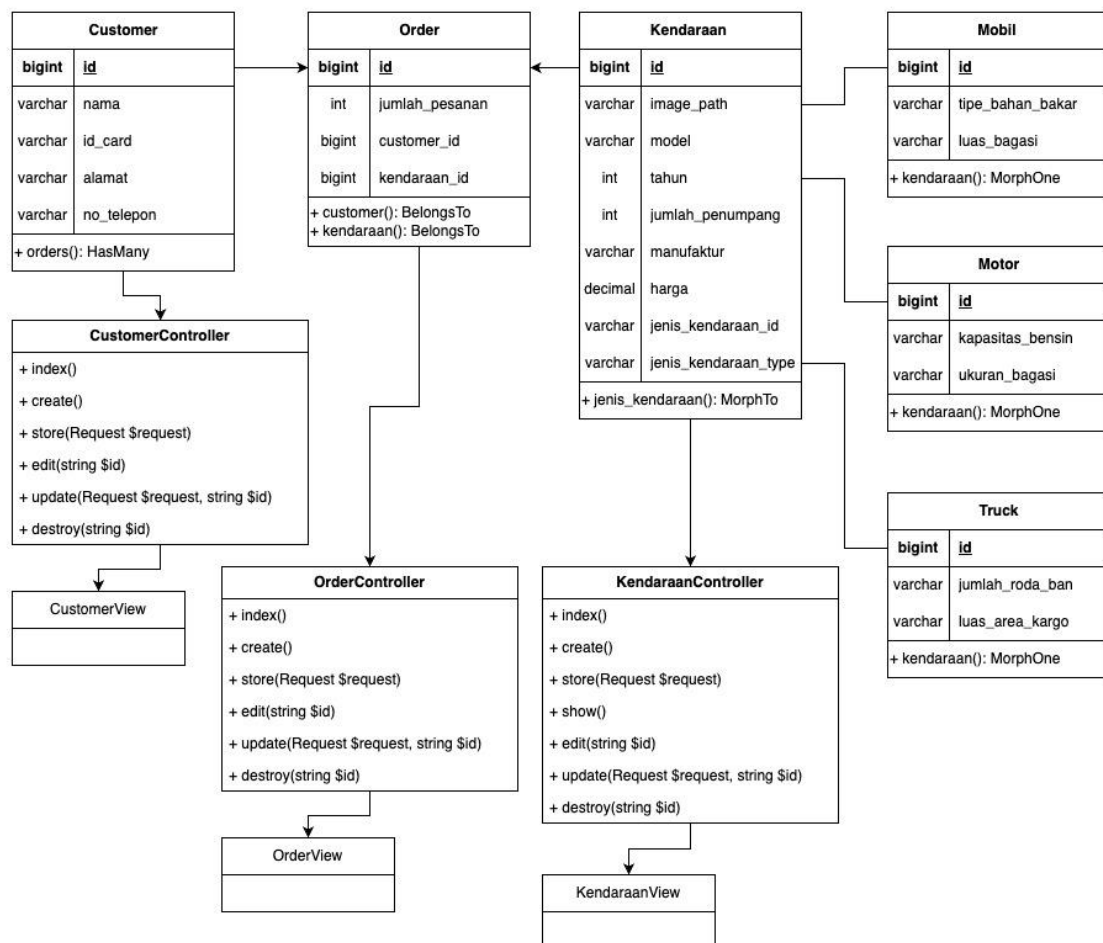 Customer
bigint id
varchar nama
varchar id_card
varchar alamat
varchar no_telepon
+ orders(): HasMany
Order
bigint id
int jumlah_pesanan
bigint customer_id
bigint kendaraan_id
+ customer(): BelongsTo
+ kendaraan(): BelongsTo
Kendaraan
bigint id
varchar image_path
varchar model
int tahun
int jumlah_penumpang
varchar manufaktur
decimal harga
varchar jenis_kendaraan_id
varchar jenis_kendaraan_type
+ jenis_kendaraan(): MorphTo
Mobil
bigint id
varchar tipe_bahan_bakar
varchar luas_bagasi
+ kendaraan(): MorphOne
Motor
bigint id
varchar kapasitas_bensin
varchar ukuran_bagasi
+ kendaraan(): MorphOne
Truck
bigint id
varchar jumlah_roda_ban
varchar luas_area_kargo
+ kendaraan(): MorphOne
CustomerController
+ index()
+ create()
+ store(Request $request)
+ edit(string $id)
+ update(Request $request, string $id)
+ destroy(string $id)
CustomerView
OrderController
+ index()
+ create()
+ store(Request $request)
+ edit(string $id)
+ update(Request $request, string $id)
+ destroy(string $id)
OrderView
KendaraanController
+ index()
+ create()
+ store(Request $request)
+ show()
+ edit(string $id)
+ update(Request $request, string $id)
+ destroy(string $id)
KendaraanView